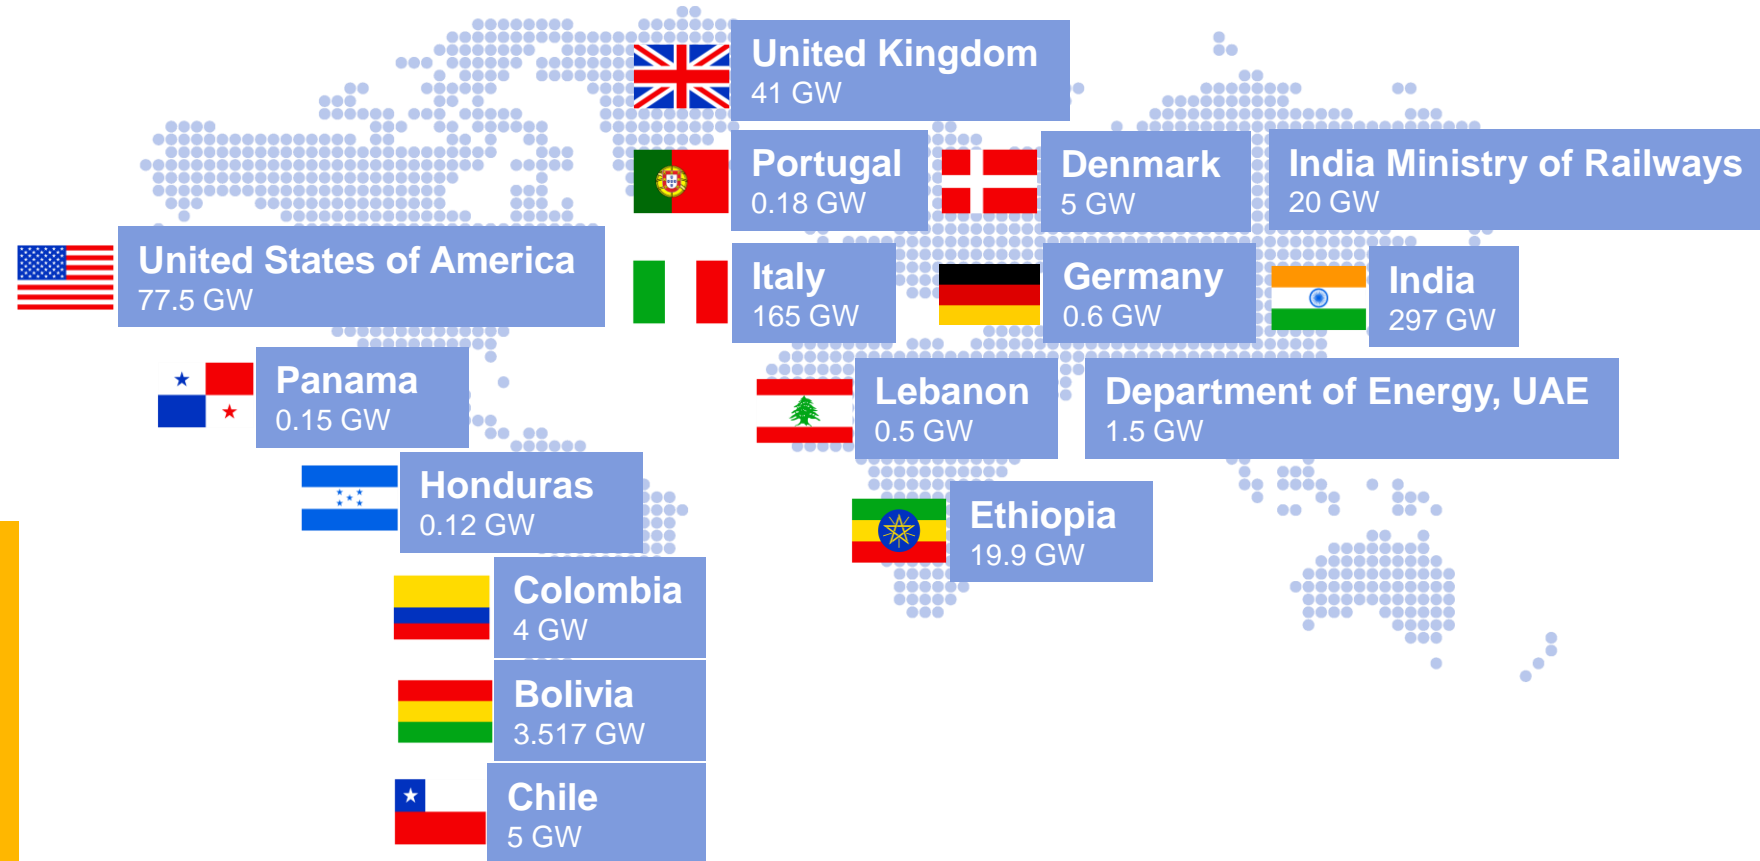 United Kingdom
41 GW
Portugal
0.18 GW
Denmark
5 GW
India Ministry of Railways
20 GW
United States of America
77.5 GW
Italy
165 GW
Germany
0.6 GW
India
297 GW
Panama
0.15 GW
Lebanon
0.5 GW
Department of Energy, UAE
1.5 GW
Honduras
0.12 GW
Ethiopia
19.9 GW
Colombia
4 GW
Bolivia
3.517 GW
Chile
5 GW